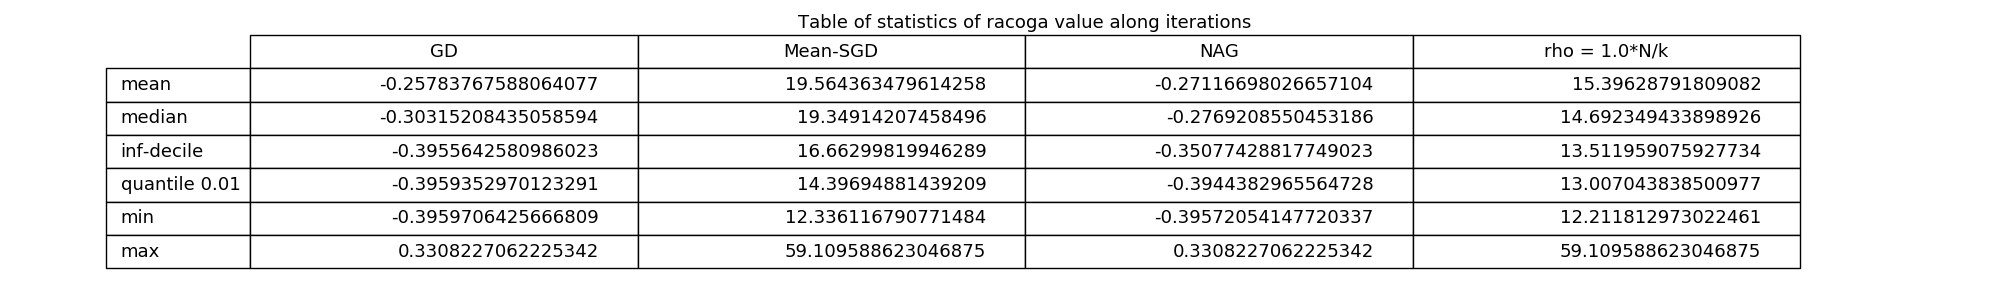 Table of statistics of racoga value along iterations
GD Mean-SGD NAG rho = 1.0*N/k
mean -0.25783767588064077 19.564363479614258 -0.27116698026657104 15.39628791809082
median -0.30315208435058594 19.34914207458496 -0.2769208550453186 14.692349433898926
inf-decile -0.3955642580986023 16.66299819946289 -0.35077428817749023 13.511959075927734
quantile 0.01 -0.3959352970123291 14.39694881439209 -0.3944382965564728 13.007043838500977
min -0.3959706425666809 12.336116790771484 -0.39572054147720337 12.211812973022461
max 0.3308227062225342 59.109588623046875 0.3308227062225342 59.109588623046875